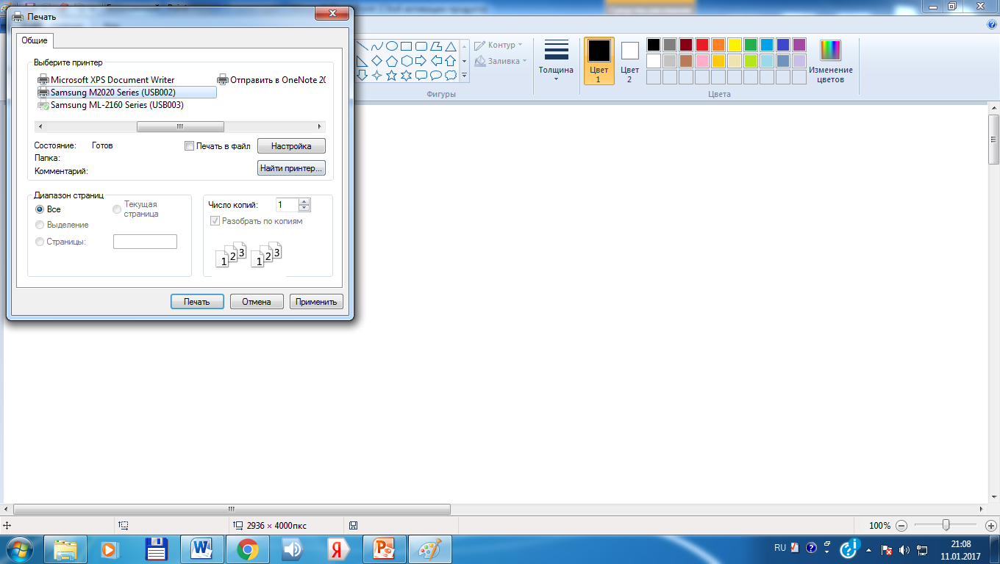 Печать
Общие
Выберите принтер
Microsoft XPS Document Writer
Отправить в OneNote 20
Samsung M2020 Series (USB002)
Samsung ML-2160 Series (USB003)
Состояние: Готов
Печать в файл
Настройка
Папка:
Комментарий:
Найти принтер...
Диапазон страниц
Все
Текущая
страница
Выделение
Страницы:
Число копий: 1
Разобрать по копиям
1 2 3 1 2 3
Печать
Отмена
Применить
Контур
Заливка
Фигуры
Толщина
Цвет
1
Цвет
2
Изменение
цветов
Цвета
2936 × 4000пкс
100%
RU
21:08
11.01.2017